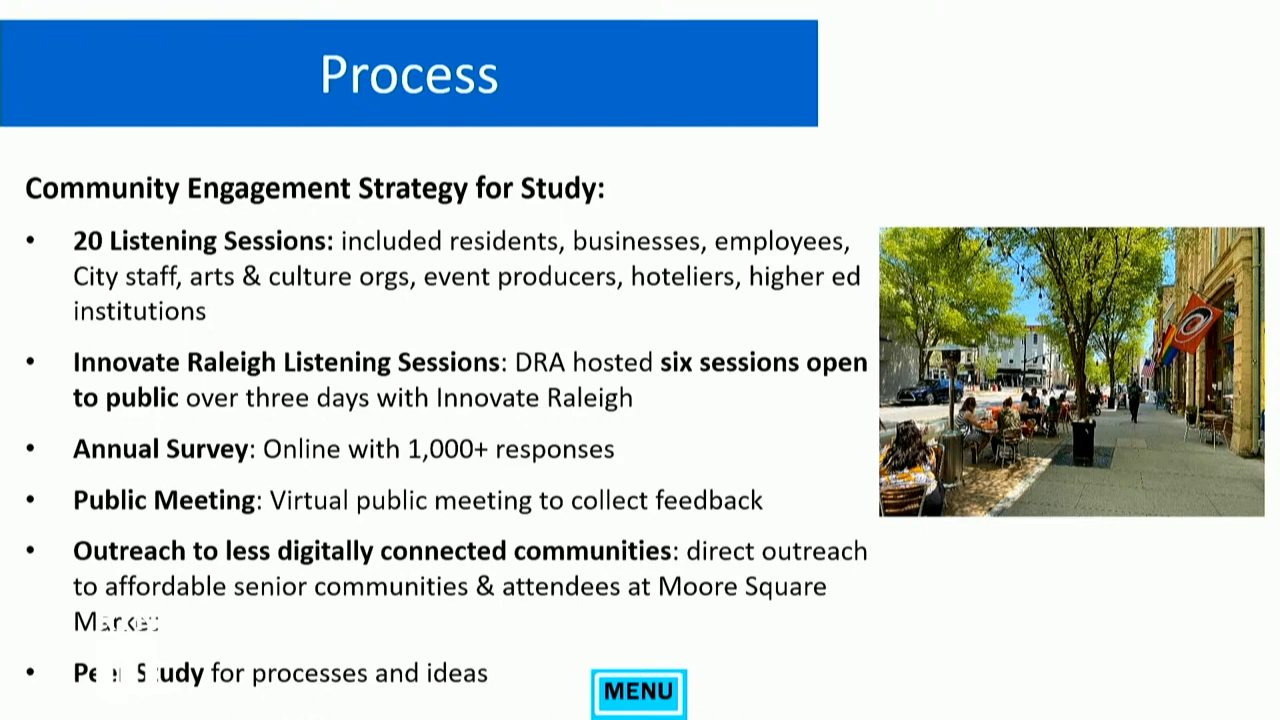 Process
Community Engagement Strategy for Study:
• 20 Listening Sessions: included residents, businesses, employees,
City staff, arts & culture orgs, event producers, hoteliers, higher ed
institutions
• Innovate Raleigh Listening Sessions: DRA hosted six sessions open
to public over three days with Innovate Raleigh
• Annual Survey: Online with 1,000+ responses
• Public Meeting: Virtual public meeting to collect feedback
• Outreach to less digitally connected communities: direct outreach
to affordable senior communities & attendees at Moore Square
Market
• Peer Study for processes and ideas
MENU